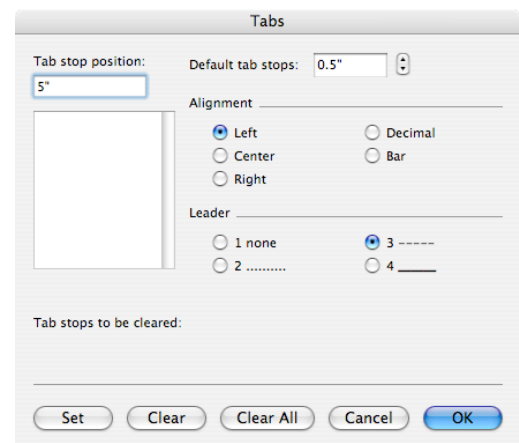 Tabs
Tab stop position:
5"
Default tab stops: 0.5"
Alignment
Left
Center
Right
Decimal
Bar
Leader
1 none
2 ..........
3 -----
4 _____
Tab stops to be cleared:
Set Clear Clear All Cancel OK